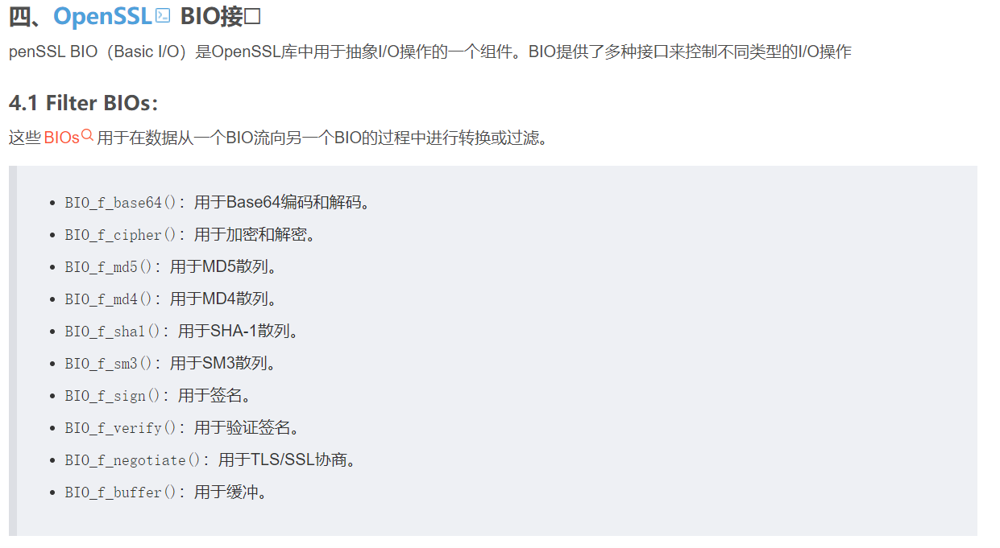 四、OpenSSL BIO接口
penSSL BIO（Basic I/O）是OpenSSL库中用于抽象I/O操作的一个组件。BIO提供了多种接口来控制不同类型的I/O操作
4.1 Filter BIOs：
这些BIOs用于在数据从一个BIO流向另一个BIO的过程中进行转换或过滤。
BIO_f_base64()：用于Base64编码和解码。
BIO_f_cipher()：用于加密和解密。
BIO_f_md5()：用于MD5散列。
BIO_f_md4()：用于MD4散列。
BIO_f_sha1()：用于SHA-1散列。
BIO_f_sm3()：用于SM3散列。
BIO_f_sign()：用于签名。
BIO_f_verify()：用于验证签名。
BIO_f_negotiate()：用于TLS/SSL协商。
BIO_f_buffer()：用于缓冲。